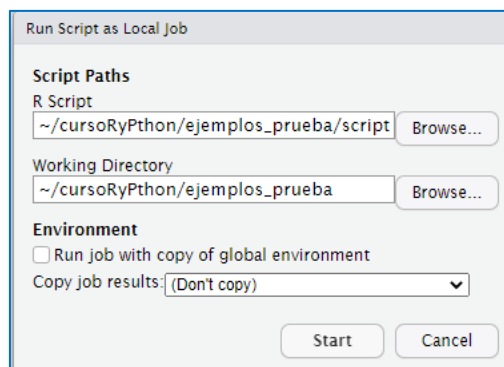 Run Script as Local Job
Script Paths
R Script
~/cursoRyPthon/ejemplos_prueba/script Browse...
Working Directory
~/cursoRyPthon/ejemplos_prueba Browse...
Environment
Run job with copy of global environment
Copy job results: (Don't copy)
Start Cancel